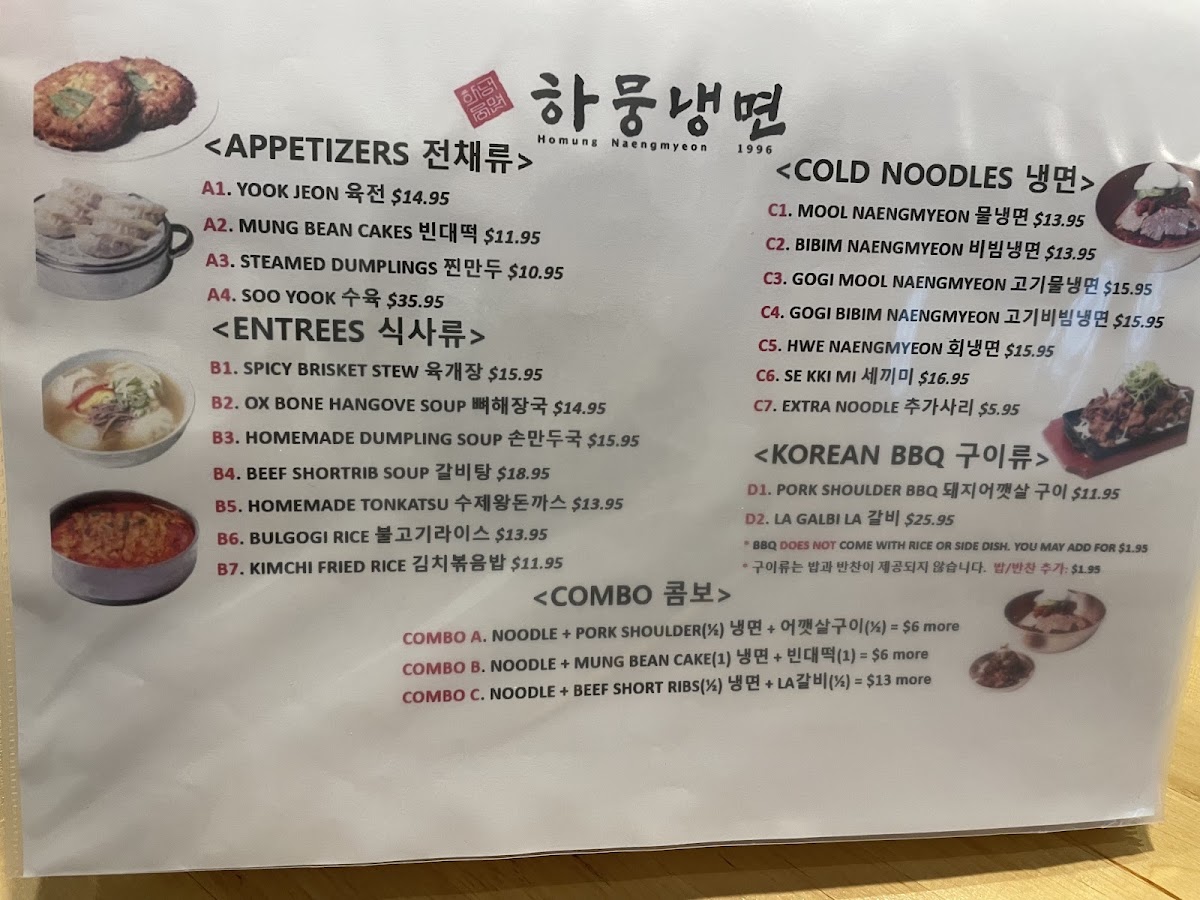 하뭉냉면
Homung Naengmyeon 1996
<APPETIZERS 전채류>
A1. YOOK JEON 육전 $14.95
A2. MUNG BEAN CAKES 빈대떡 $11.95
A3. STEAMED DUMPLINGS 찐만두 $10.95
A4. SOO YOOK 수육 $35.95
<ENTREES 식사류>
B1. SPICY BRISKET STEW 육개장 $15.95
B2. OX BONE HANGOVE SOUP 뼈해장국 $14.95
B3. HOMEMADE DUMPLING SOUP 손만두국 $15.95
B4. BEEF SHORTRIB SOUP 갈비탕 $18.95
B5. HOMEMADE TONKATSU 수제왕돈까스 $13.95
B6. BULGOGI RICE 불고기라이스 $13.95
B7. KIMCHI FRIED RICE 김치볶음밥 $11.95
<COLD NOODLES 냉면>
C1. MOOL NAENGMYEON 물냉면 $13.95
C2. BIBIM NAENGMYEON 비빔냉면 $13.95
C3. GOGI MOOL NAENGMYEON 고기물냉면 $15.95
C4. GOGI BIBIM NAENGMYEON 고기비빔냉면 $15.95
C5. HWE NAENGMYEON 회냉면 $15.95
C6. SE KKI MI 세끼미 $16.95
C7. EXTRA NOODLE 추가사리 $5.95
<KOREAN BBQ 구이류>
D1. PORK SHOULDER BBQ 돼지어깻살 구이 $11.95
D2. LA GALBI LA 갈비 $25.95
* BBQ DOES NOT COME WITH RICE OR SIDE DISH. YOU MAY ADD FOR $1.95
* 구이류는 밥과 반찬이 제공되지 않습니다. 밥/반찬 추가: $1.95
<COMBO 콤보>
COMBO A. NOODLE + PORK SHOULDER(½) 냉면 + 어깻살구이(½) = $6 more
COMBO B. NOODLE + MUNG BEAN CAKE(1) 냉면 + 빈대떡(1) = $6 more
COMBO C. NOODLE + BEEF SHORT RIBS(½) 냉면 + LA갈비(½) = $13 more